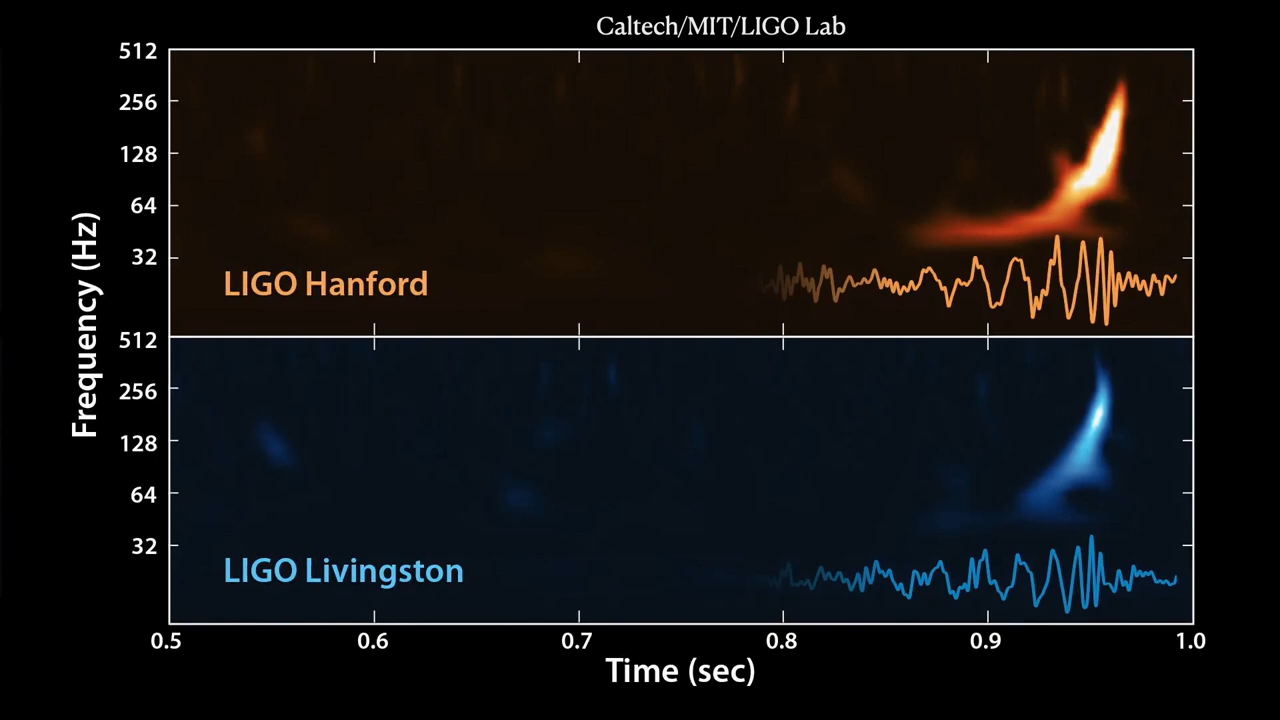 Caltech/MIT/LIGO Lab
512
256
128
64
32
LIGO Hanford
Frequency (Hz)
512
256
128
64
32
LIGO Livingston
0.5 0.6 0.7 0.8 0.9 1.0
Time (sec)